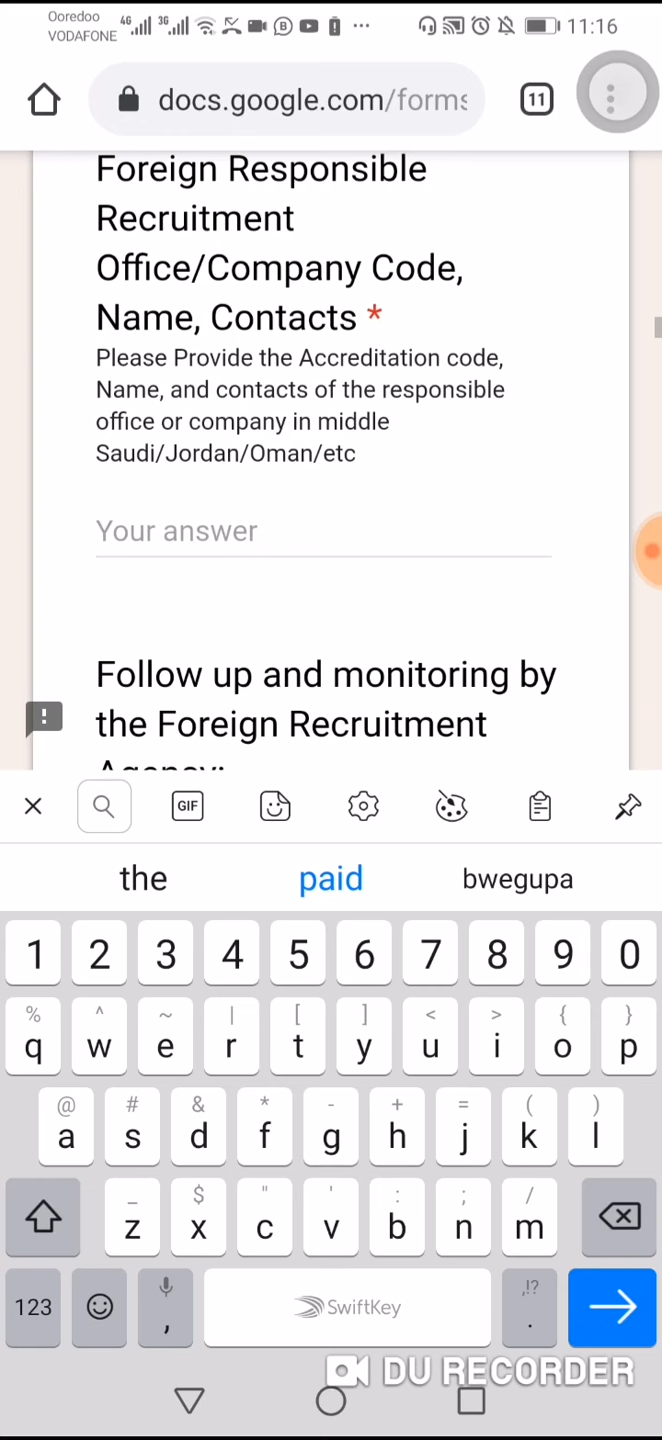 Ooredoo
VODAFONE
4G 3G B ••• 11:16
docs.google.com/forms
11
Foreign Responsible
Recruitment
Office/Company Code,
Name, Contacts *
Please Provide the Accreditation code,
Name, and contacts of the responsible
office or company in middle
Saudi/Jordan/Oman/etc
Your answer
Follow up and monitoring by
the Foreign Recruitment
Agency:
GIF
the paid bwegupa
1 2 3 4 5 6 7 8 9 0
% ^ ~ | [ ] < > { }
q w e r t y u i o p
@ # & * - + = ( )
a s d f g h j k l
_ $ " ' : ; /
z x c v b n m
123 , SwiftKey ,!? .
DU RECORDER